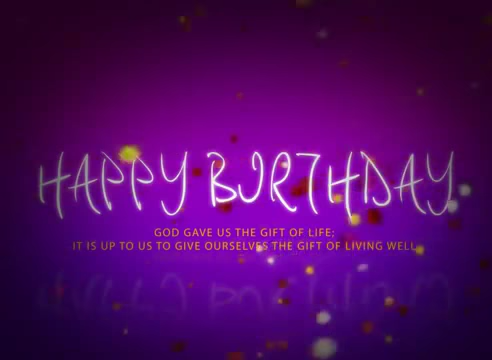 HAPPY BIRTHDAY
GOD GAVE US THE GIFT OF LIFE;
IT IS UP TO US TO GIVE OURSELVES THE GIFT OF LIVING WELL.